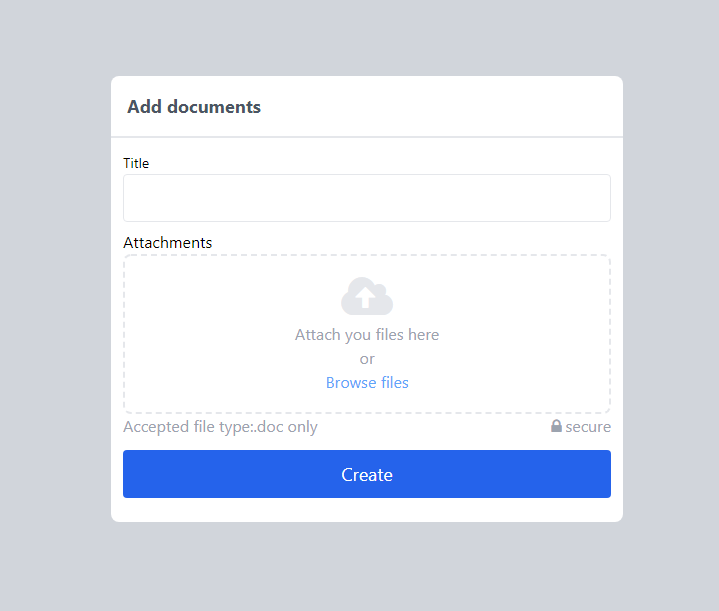 Add documents
Title
Attachments
Attach you files here
or
Browse files
Accepted file type:.doc only
secure
Create